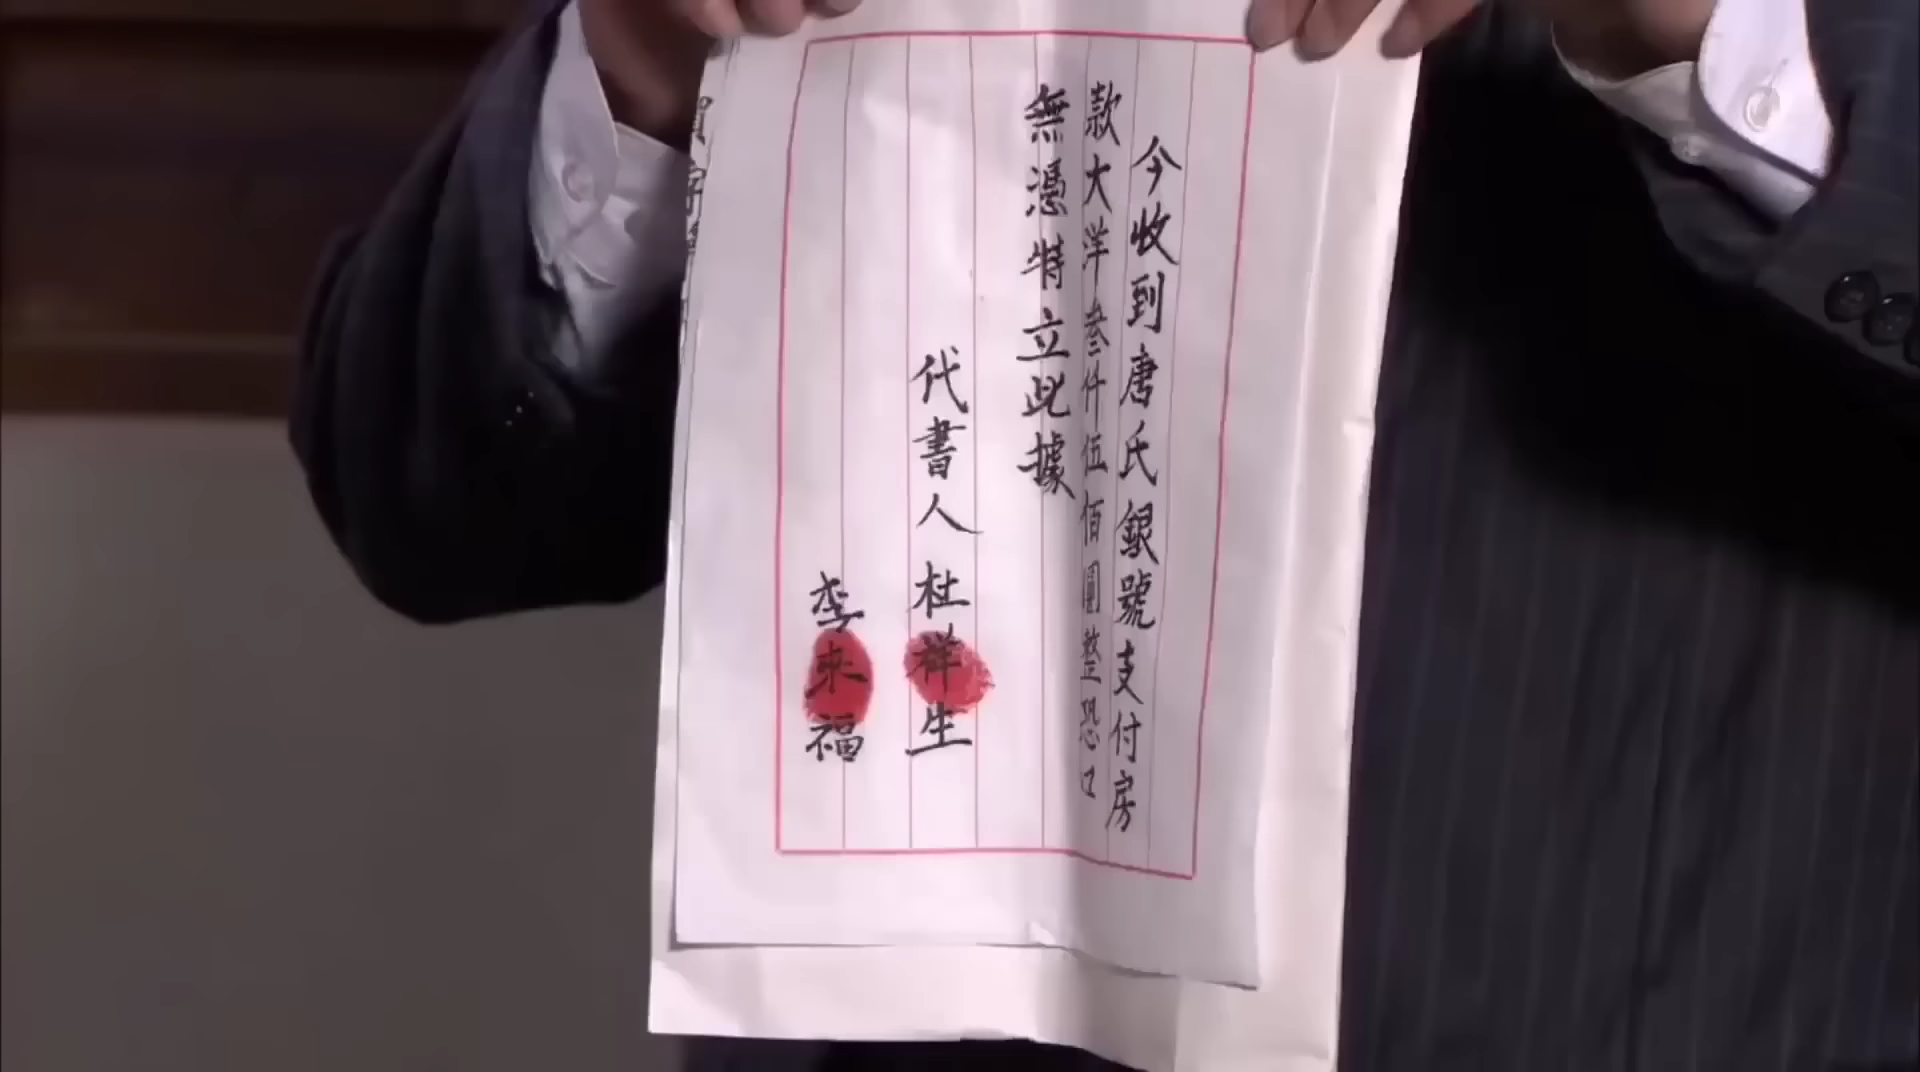 今收到唐氏銀號支付房
款大洋叁仟伍佰圓整恐口
無憑特立此據
代書人杜祥生
李來福